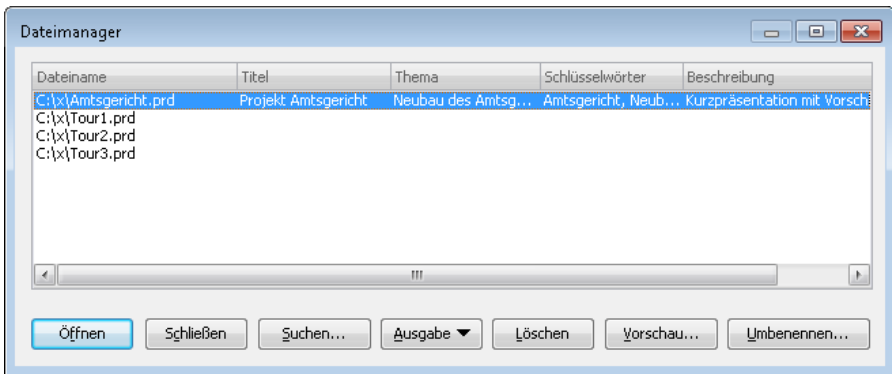 Dateimanager
Dateiname Titel Thema Schlüsselwörter Beschreibung
C:\x\Amtsgericht.prd Projekt Amtsgericht Neubau des Amtsg... Amtsgericht, Neub... Kurzpräsentation mit Vorsch
C:\x\Tour1.prd
C:\x\Tour2.prd
C:\x\Tour3.prd
Öffnen Schließen Suchen... Ausgabe Löschen Vorschau... Umbenennen...